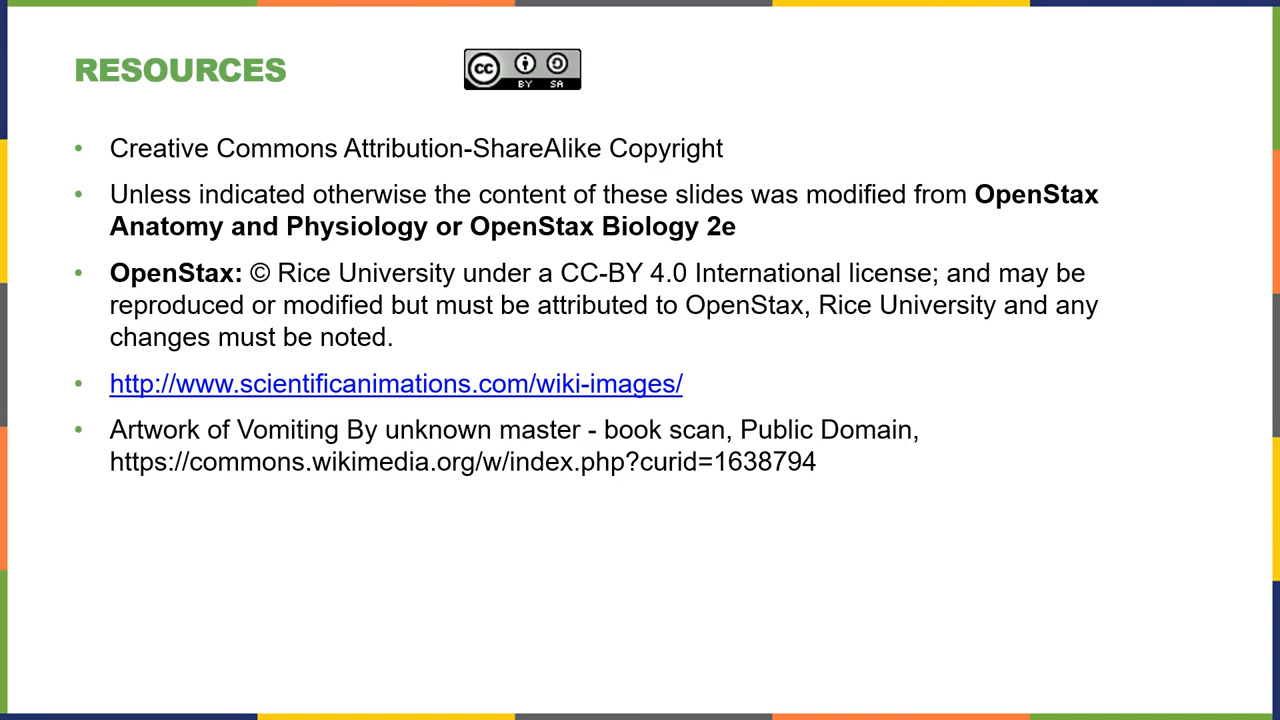 RESOURCES
CC BY SA
Creative Commons Attribution-ShareAlike Copyright
Unless indicated otherwise the content of these slides was modified from OpenStax
Anatomy and Physiology or OpenStax Biology 2e
OpenStax: © Rice University under a CC-BY 4.0 International license; and may be
reproduced or modified but must be attributed to OpenStax, Rice University and any
changes must be noted.
http://www.scientificanimations.com/wiki-images/
Artwork of Vomiting By unknown master - book scan, Public Domain,
https://commons.wikimedia.org/w/index.php?curid=1638794